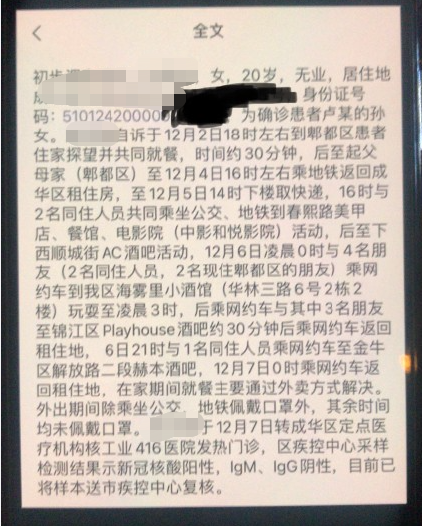 全文
初步 女，20岁，无业，居住地
身份证号
码：510124200000 为确诊患者卢某的孙
女。 自诉于12月2日18时左右到郫都区患者
住家探望并共同就餐，时间约30分钟，后至起父
母家（郫都区）至12月4日16时左右乘地铁返回成
华区租住房，至12月5日14时下楼取快递，16时与
2名同住人员共同乘坐公交、地铁到春熙路美甲
店、餐馆、电影院（中影和悦影院）活动，后至下
西顺城街AC酒吧活动，12月6日凌晨0时与4名朋
友（2名同住人员，2名现住郫都区的朋友）乘网
约车到我区海雾里小酒馆（华林三路6号2栋2
楼）玩耍至凌晨3时，后乘网约车与其中3名朋友
至锦江区Playhouse酒吧约30分钟后乘网约车返回
租住地，6日21时与1名同住人员乘网约车至金牛
区解放路二段赫本酒吧，12月7日0时乘网约车返
回租住地，在家期间就餐主要通过外卖方式解决。
外出期间除乘坐公交、地铁佩戴口罩外，其余时间
均未佩戴口罩。 于12月7日转成华区定点医
疗机构核工业416医院发热门诊，区疾控中心采样
检测结果示新冠核酸阳性，IgM、IgG阴性，目前已
将样本送市疾控中心复核。